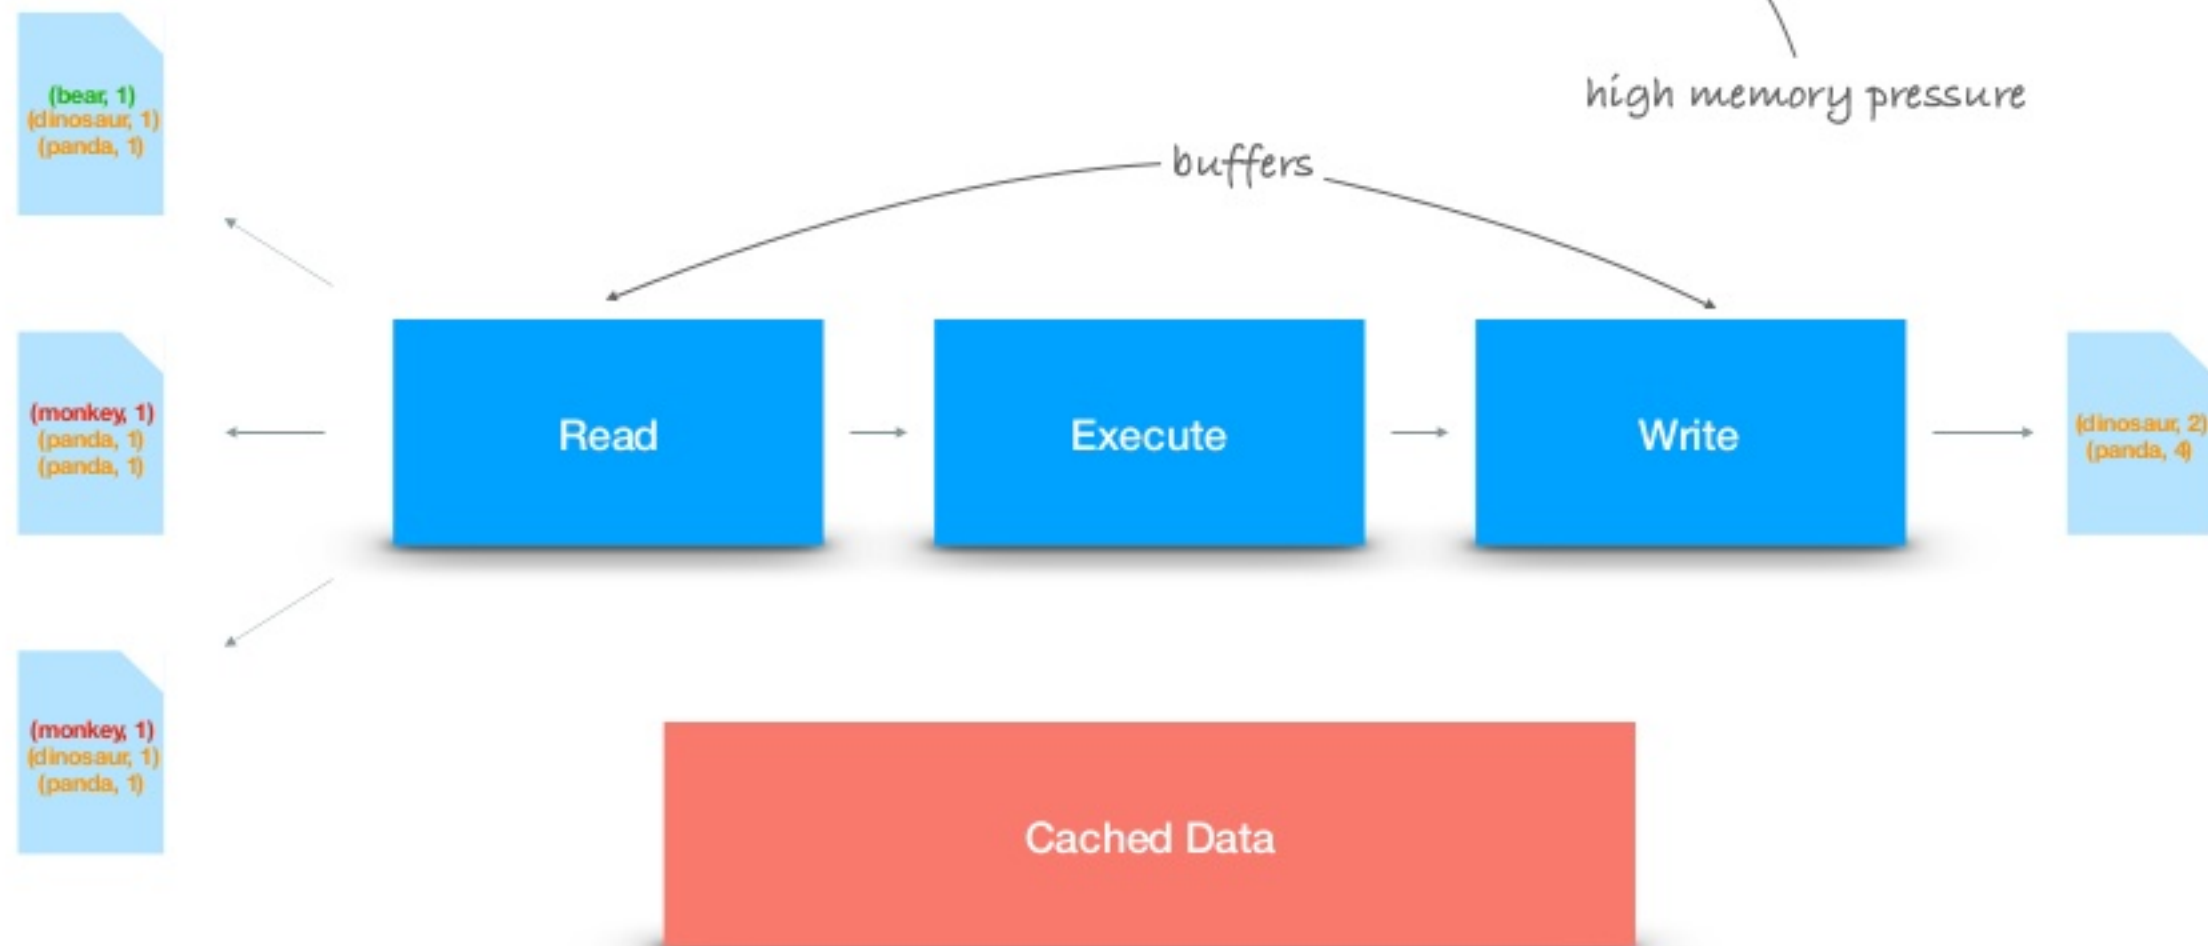 (bear, 1)
(dinosaur, 1)
(panda, 1)
high memory pressure
buffers
(monkey, 1)
(panda, 1)
(panda, 1)
Read
Execute
Write
(dinosaur, 2)
(panda, 4)
(monkey, 1)
(dinosaur, 1)
(panda, 1)
Cached Data